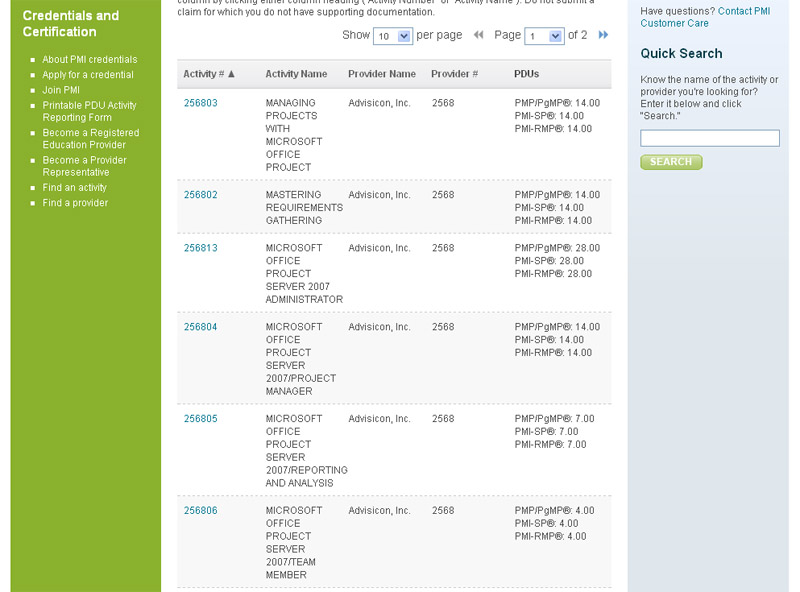 Credentials and
Certification
About PMI credentials
Apply for a credential
Join PMI
Printable PDU Activity
Reporting Form
Become a Registered
Education Provider
Become a Provider
Representative
Find an activity
Find a provider
column by clicking either column heading ("Activity Number" or "Activity Name"). Do not submit a
claim for which you do not have supporting documentation.
Show 10 per page Page 1 of 2
Activity # ▲ Activity Name Provider Name Provider # PDUs
256803 MANAGING Advisicon, Inc. 2568 PMP/PgMP®: 14.00
PROJECTS PMI-SP®: 14.00
WITH PMI-RMP®: 14.00
MICROSOFT
OFFICE
PROJECT
256802 MASTERING Advisicon, Inc. 2568 PMP/PgMP®: 14.00
REQUIREMENTS PMI-SP®: 14.00
GATHERING PMI-RMP®: 14.00
256813 MICROSOFT Advisicon, Inc. 2568 PMP/PgMP®: 28.00
OFFICE PMI-SP®: 28.00
PROJECT PMI-RMP®: 28.00
SERVER 2007
ADMINISTRATOR
256804 MICROSOFT Advisicon, Inc. 2568 PMP/PgMP®: 14.00
OFFICE PMI-SP®: 14.00
PROJECT PMI-RMP®: 14.00
SERVER
2007/PROJECT
MANAGER
256805 MICROSOFT Advisicon, Inc. 2568 PMP/PgMP®: 7.00
OFFICE PMI-SP®: 7.00
PROJECT PMI-RMP®: 7.00
SERVER
2007/REPORTING
AND ANALYSIS
256806 MICROSOFT Advisicon, Inc. 2568 PMP/PgMP®: 4.00
OFFICE PMI-SP®: 4.00
PROJECT PMI-RMP®: 4.00
SERVER
2007/TEAM
MEMBER
Have questions? Contact PMI
Customer Care
Quick Search
Know the name of the activity or
provider you're looking for?
Enter it below and click
"Search."
SEARCH